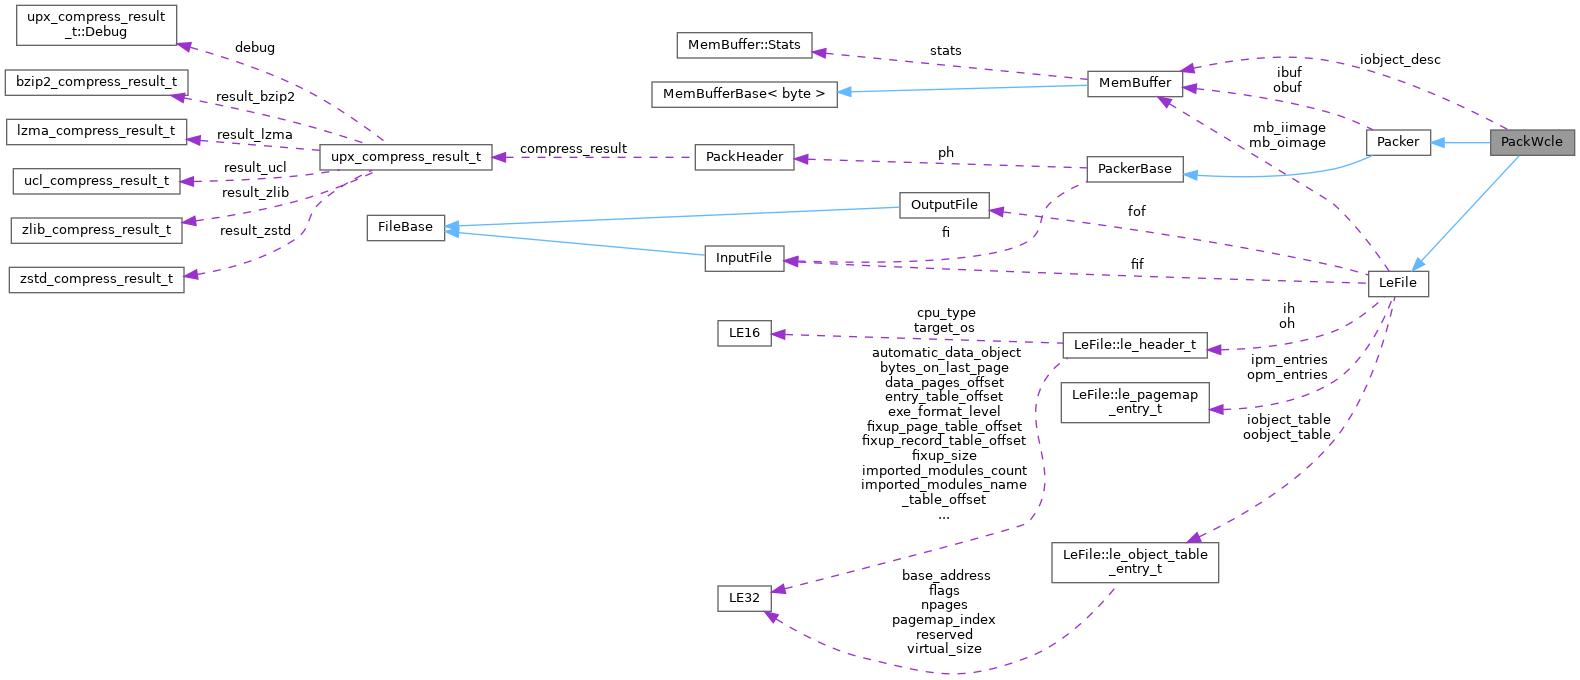 upx_compress_result
_t::Debug
debug
bzip2_compress_result_t
result_bzip2
lzma_compress_result_t
result_lzma
ucl_compress_result_t
result_ucl
zlib_compress_result_t
result_zlib
zstd_compress_result_t
result_zstd
upx_compress_result_t
compress_result
PackHeader
ph
PackerBase
FileBase
OutputFile
fof
fi
InputFile
fif
MemBuffer::Stats
stats
MemBufferBase< byte >
MemBuffer
iobject_desc
ibuf
obuf
mb_iimage
mb_oimage
Packer
PackWcle
LeFile
LE16
cpu_type
target_os
LeFile::le_header_t
ih
oh
ipm_entries
opm_entries
LeFile::le_pagemap
_entry_t
iobject_table
oobject_table
automatic_data_object
bytes_on_last_page
data_pages_offset
entry_table_offset
exe_format_level
fixup_page_table_offset
fixup_record_table_offset
fixup_size
imported_modules_count
imported_modules_name
_table_offset
...
LeFile::le_object_table
_entry_t
LE32
base_address
flags
npages
pagemap_index
reserved
virtual_size